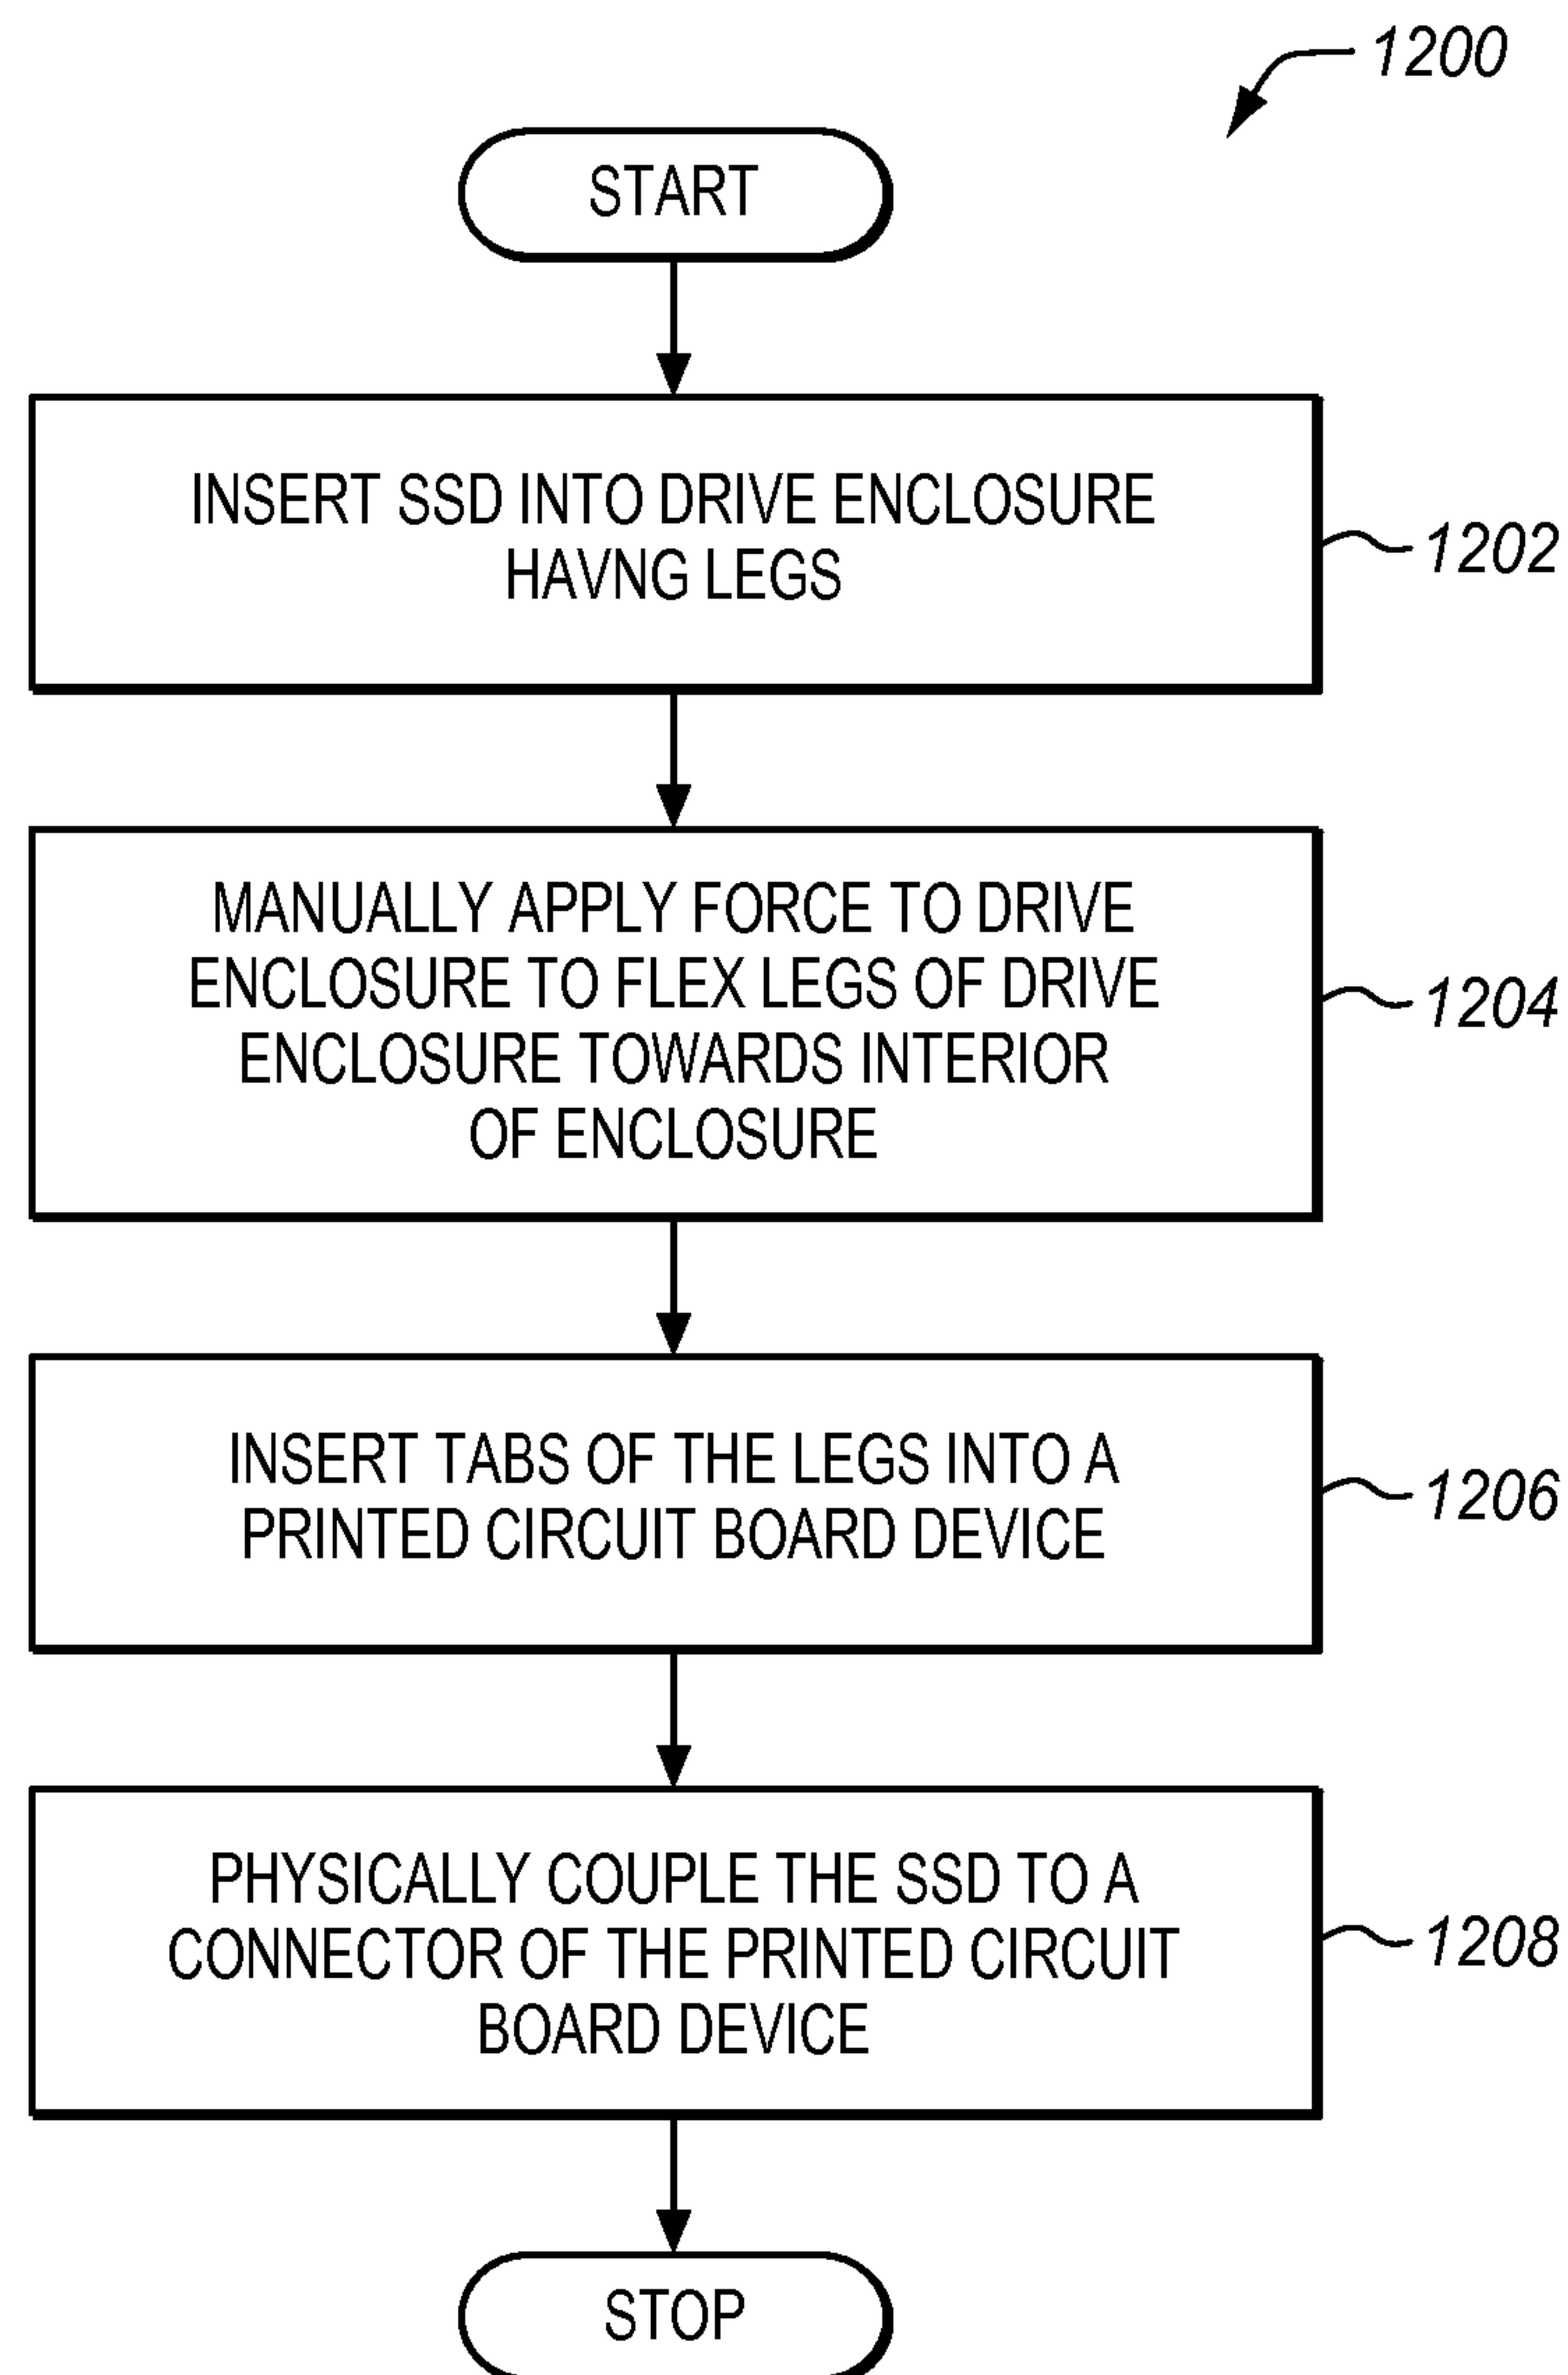 1200
START
INSERT SSD INTO DRIVE ENCLOSURE
HAVNG LEGS
1202
MANUALLY APPLY FORCE TO DRIVE
ENCLOSURE TO FLEX LEGS OF DRIVE
ENCLOSURE TOWARDS INTERIOR
OF ENCLOSURE
1204
INSERT TABS OF THE LEGS INTO A
PRINTED CIRCUIT BOARD DEVICE
1206
PHYSICALLY COUPLE THE SSD TO A
CONNECTOR OF THE PRINTED CIRCUIT
BOARD DEVICE
1208
STOP